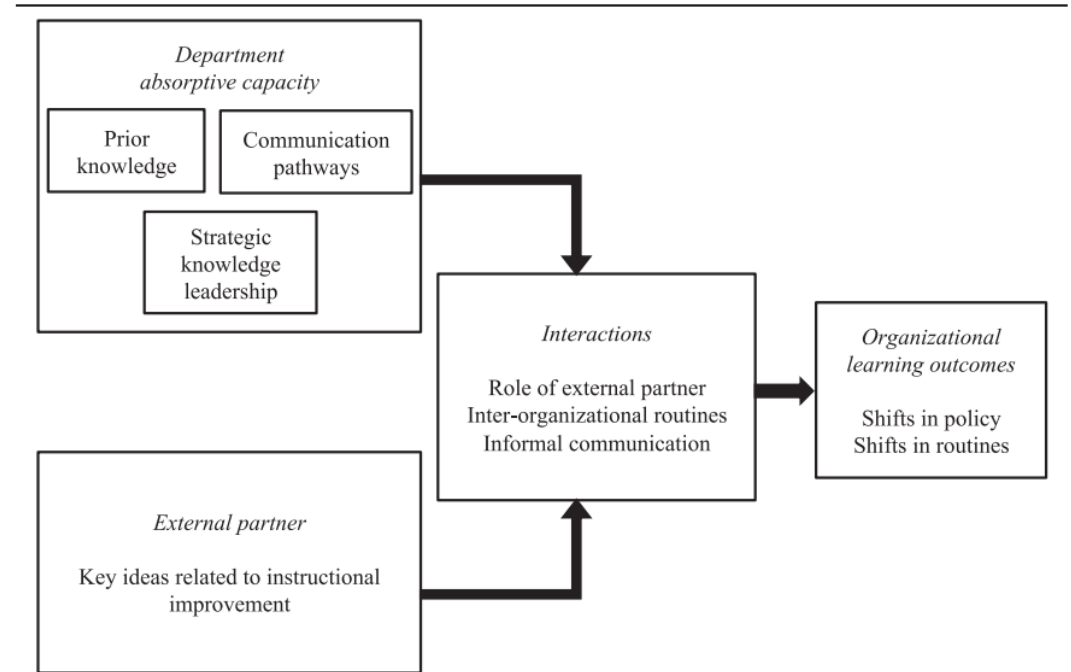 Department
absorptive capacity
Prior
knowledge
Communication
pathways
Strategic
knowledge
leadership
Interactions
Role of external partner
Inter-organizational routines
Informal communication
Organizational
learning outcomes
Shifts in policy
Shifts in routines
External partner
Key ideas related to instructional
improvement